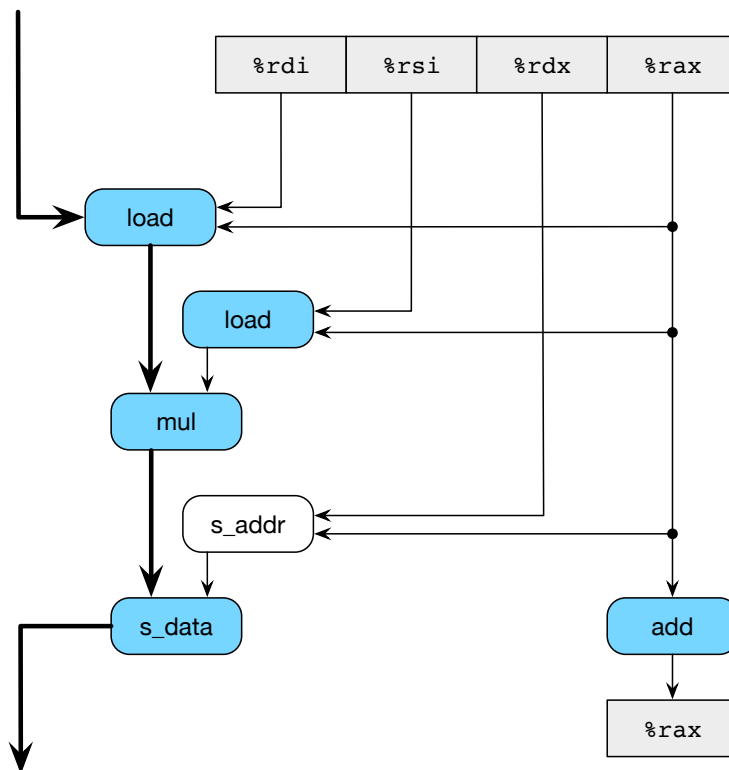 %rdi %rsi %rdx %rax
load
load
mul
s_addr
s_data add
%rax